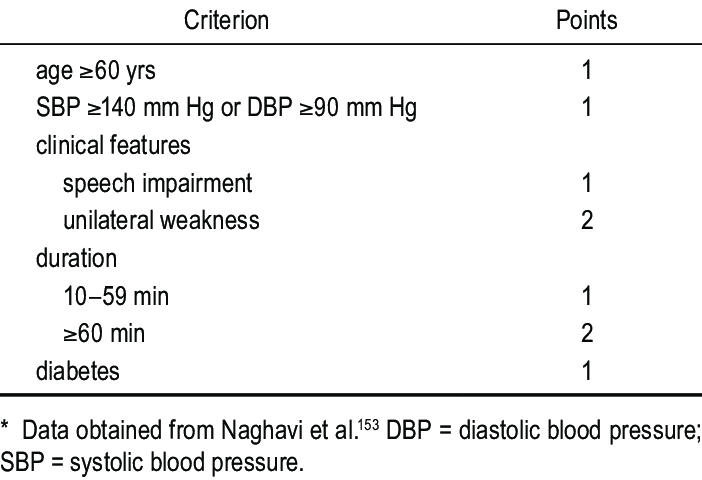 Criterion Points
age ≥60 yrs 1
SBP ≥140 mm Hg or DBP ≥90 mm Hg 1
clinical features
speech impairment 1
unilateral weakness 2
duration
10–59 min 1
≥60 min 2
diabetes 1
* Data obtained from Naghavi et al.153 DBP = diastolic blood pressure;
SBP = systolic blood pressure.